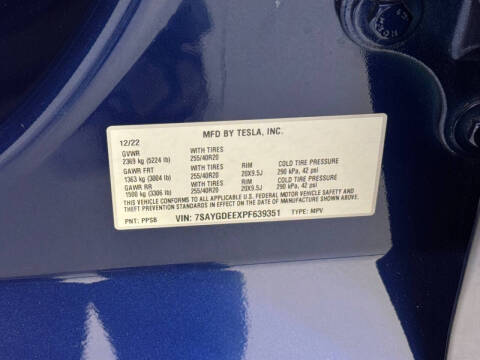 MFD BY TESLA, INC.
12/22
GVWR WITH TIRES
2369 kg (5224 lb) 255/40R20 RIM COLD TIRE PRESSURE
GAWR FRT WITH TIRES 20X9.5J 290 kPa, 42 psi
1363 kg (3004 lb) 255/40R20 RIM COLD TIRE PRESSURE
GAWR RR WITH TIRES 20X9.5J 290 kPa, 42 psi
1500 kg (3306 lb) 255/40R20
THIS VEHICLE CONFORMS TO ALL APPLICABLE U.S. FEDERAL MOTOR VEHICLE SAFETY AND
THEFT PREVENTION STANDARDS IN EFFECT ON THE DATE OF MANUFACTURE SHOWN ABOVE.
PNT: PPSB VIN: 7SAYGDEEXPF639351 TYPE: MPV